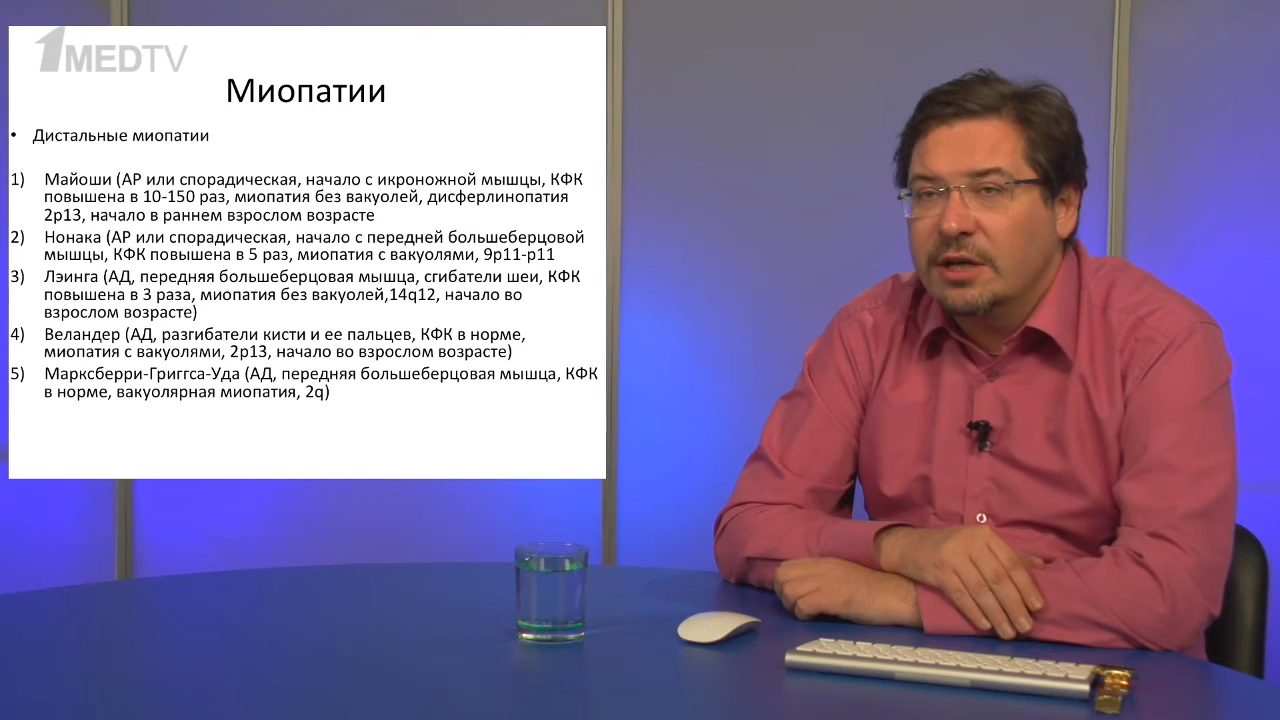 1MEDTV
Миопатии
• Дистальные миопатии
1) Майоши (АР или спорадическая, начало с икроножной мышцы, КФК
повышена в 10-150 раз, миопатия без вакуолей, дисферлинопатия
2p13, начало в раннем взрослом возрасте
2) Нонака (АР или спорадическая, начало с передней большеберцовой
мышцы, КФК повышена в 5 раз, миопатия с вакуолями, 9p11-p11
3) Лэинга (АД, передняя большеберцовая мышца, сгибатели шеи, КФК
повышена в 3 раза, миопатия без вакуолей,14q12, начало во
взрослом возрасте)
4) Веландер (АД, разгибатели кисти и ее пальцев, КФК в норме,
миопатия с вакуолями, 2p13, начало во взрослом возрасте)
5) Марксберри-Григгса-Уда (АД, передняя большеберцовая мышца, КФК
в норме, вакуолярная миопатия, 2q)